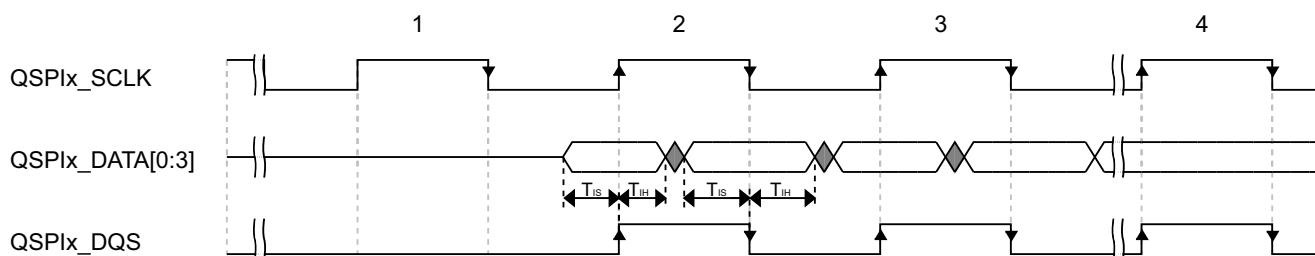 1 2 3 4
QSPIx_SCLK
QSPIx_DATA[0:3]
TIS TIH TIS TIH
QSPIx_DQS